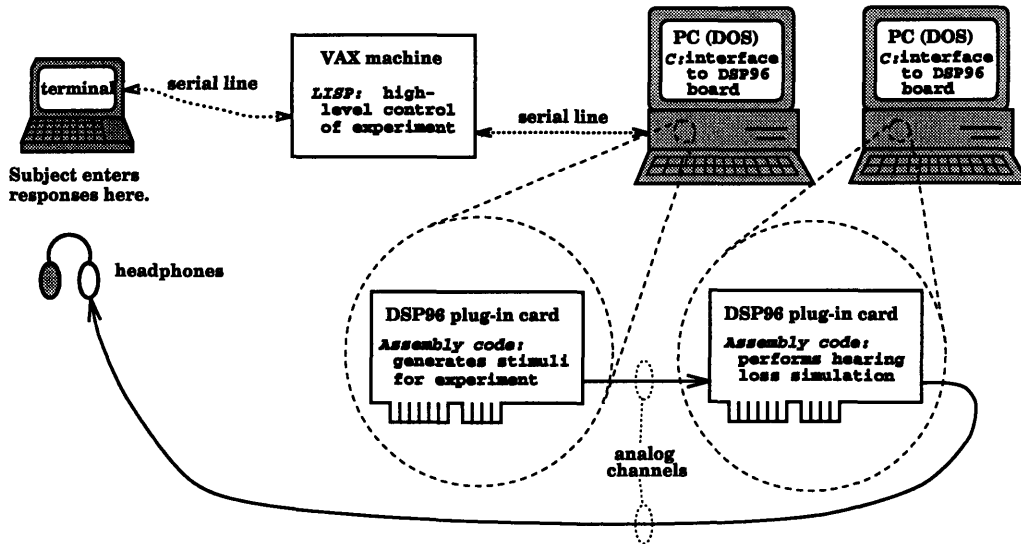 terminal
Subject enters
responses here.
serial line
VAX machine
LISP: high-
level control
of experiment
serial line
PC (DOS)
C:interface
to DSP96
board
PC (DOS)
C:interface
to DSP96
board
headphones
DSP96 plug-in card
Assembly code:
generates stimuli
for experiment
DSP96 plug-in card
Assembly code:
performs hearing
loss simulation
analog
channels